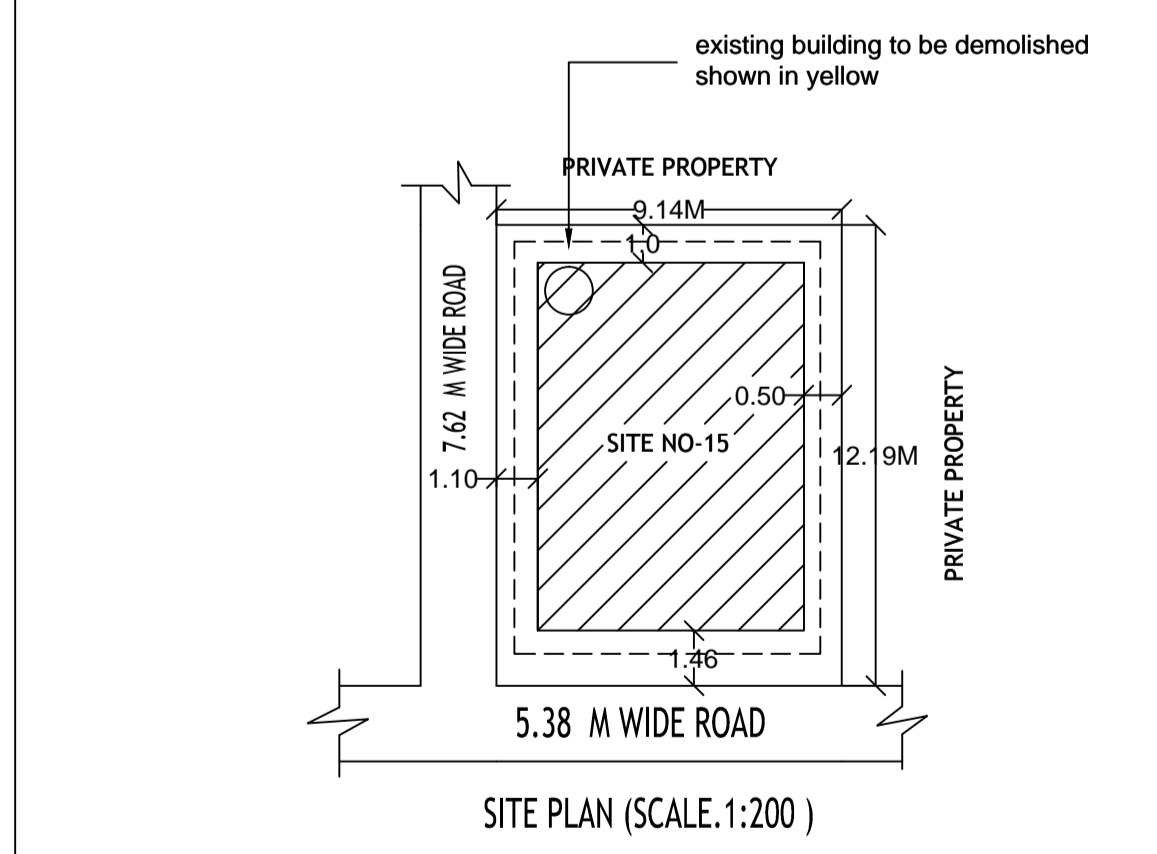 existing building to be demolished
shown in yellow
PRIVATE PROPERTY
9.14M
1.0
7.62 M WIDE ROAD
0.50
SITE NO-15
12.19M
PRIVATE PROPERTY
1.10
1.46
5.38 M WIDE ROAD
SITE PLAN (SCALE.1:200 )